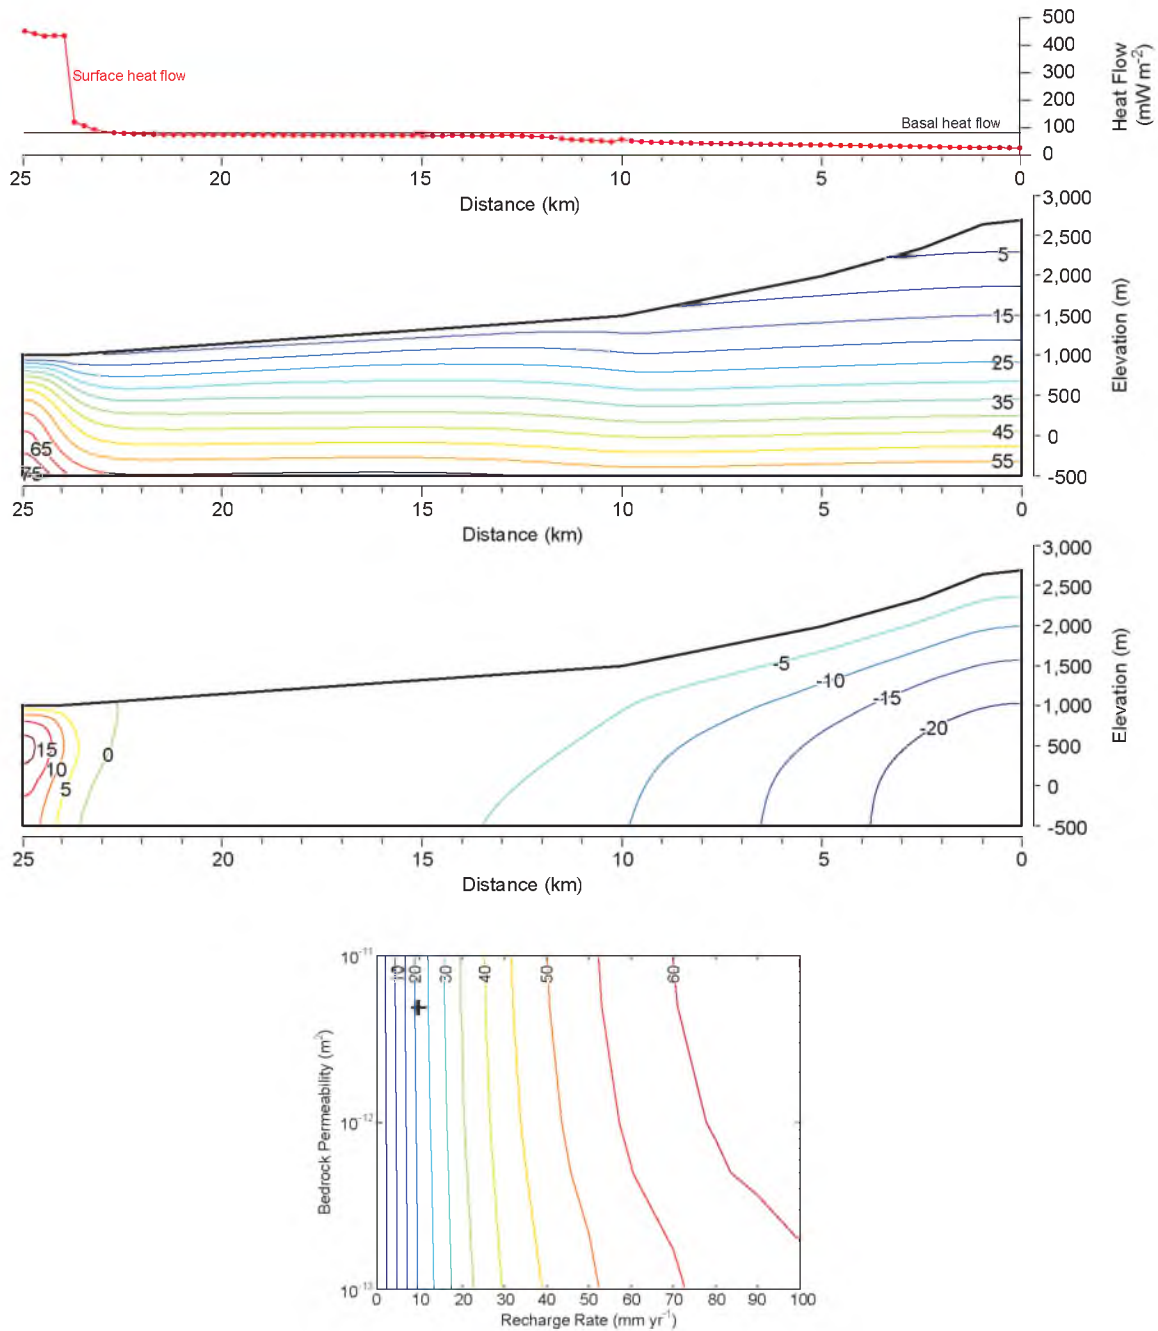 500
400
300
200
100
0
Heat Flow
(mW m-2)
Surface heat flow
Basal heat flow
25 20 15 10 5 0
Distance (km)
3,000
2,500
2,000
1,500
1,000
500
0
-500
Elevation (m)
5
15
25
35
45
55
65
75
25 20 15 10 5 0
Distance (km)
3,000
2,500
2,000
1,500
1,000
500
0
-500
Elevation (m)
-5
-10
-15
-20
15
10
5
0
25 20 15 10 5 0
Distance (km)
10-11
10-12
10-13
Bedrock Permeability (m2)
10 20 30 40 50 60
0 10 20 30 40 50 60 70 80 90 100
Recharge Rate (mm yr-1)